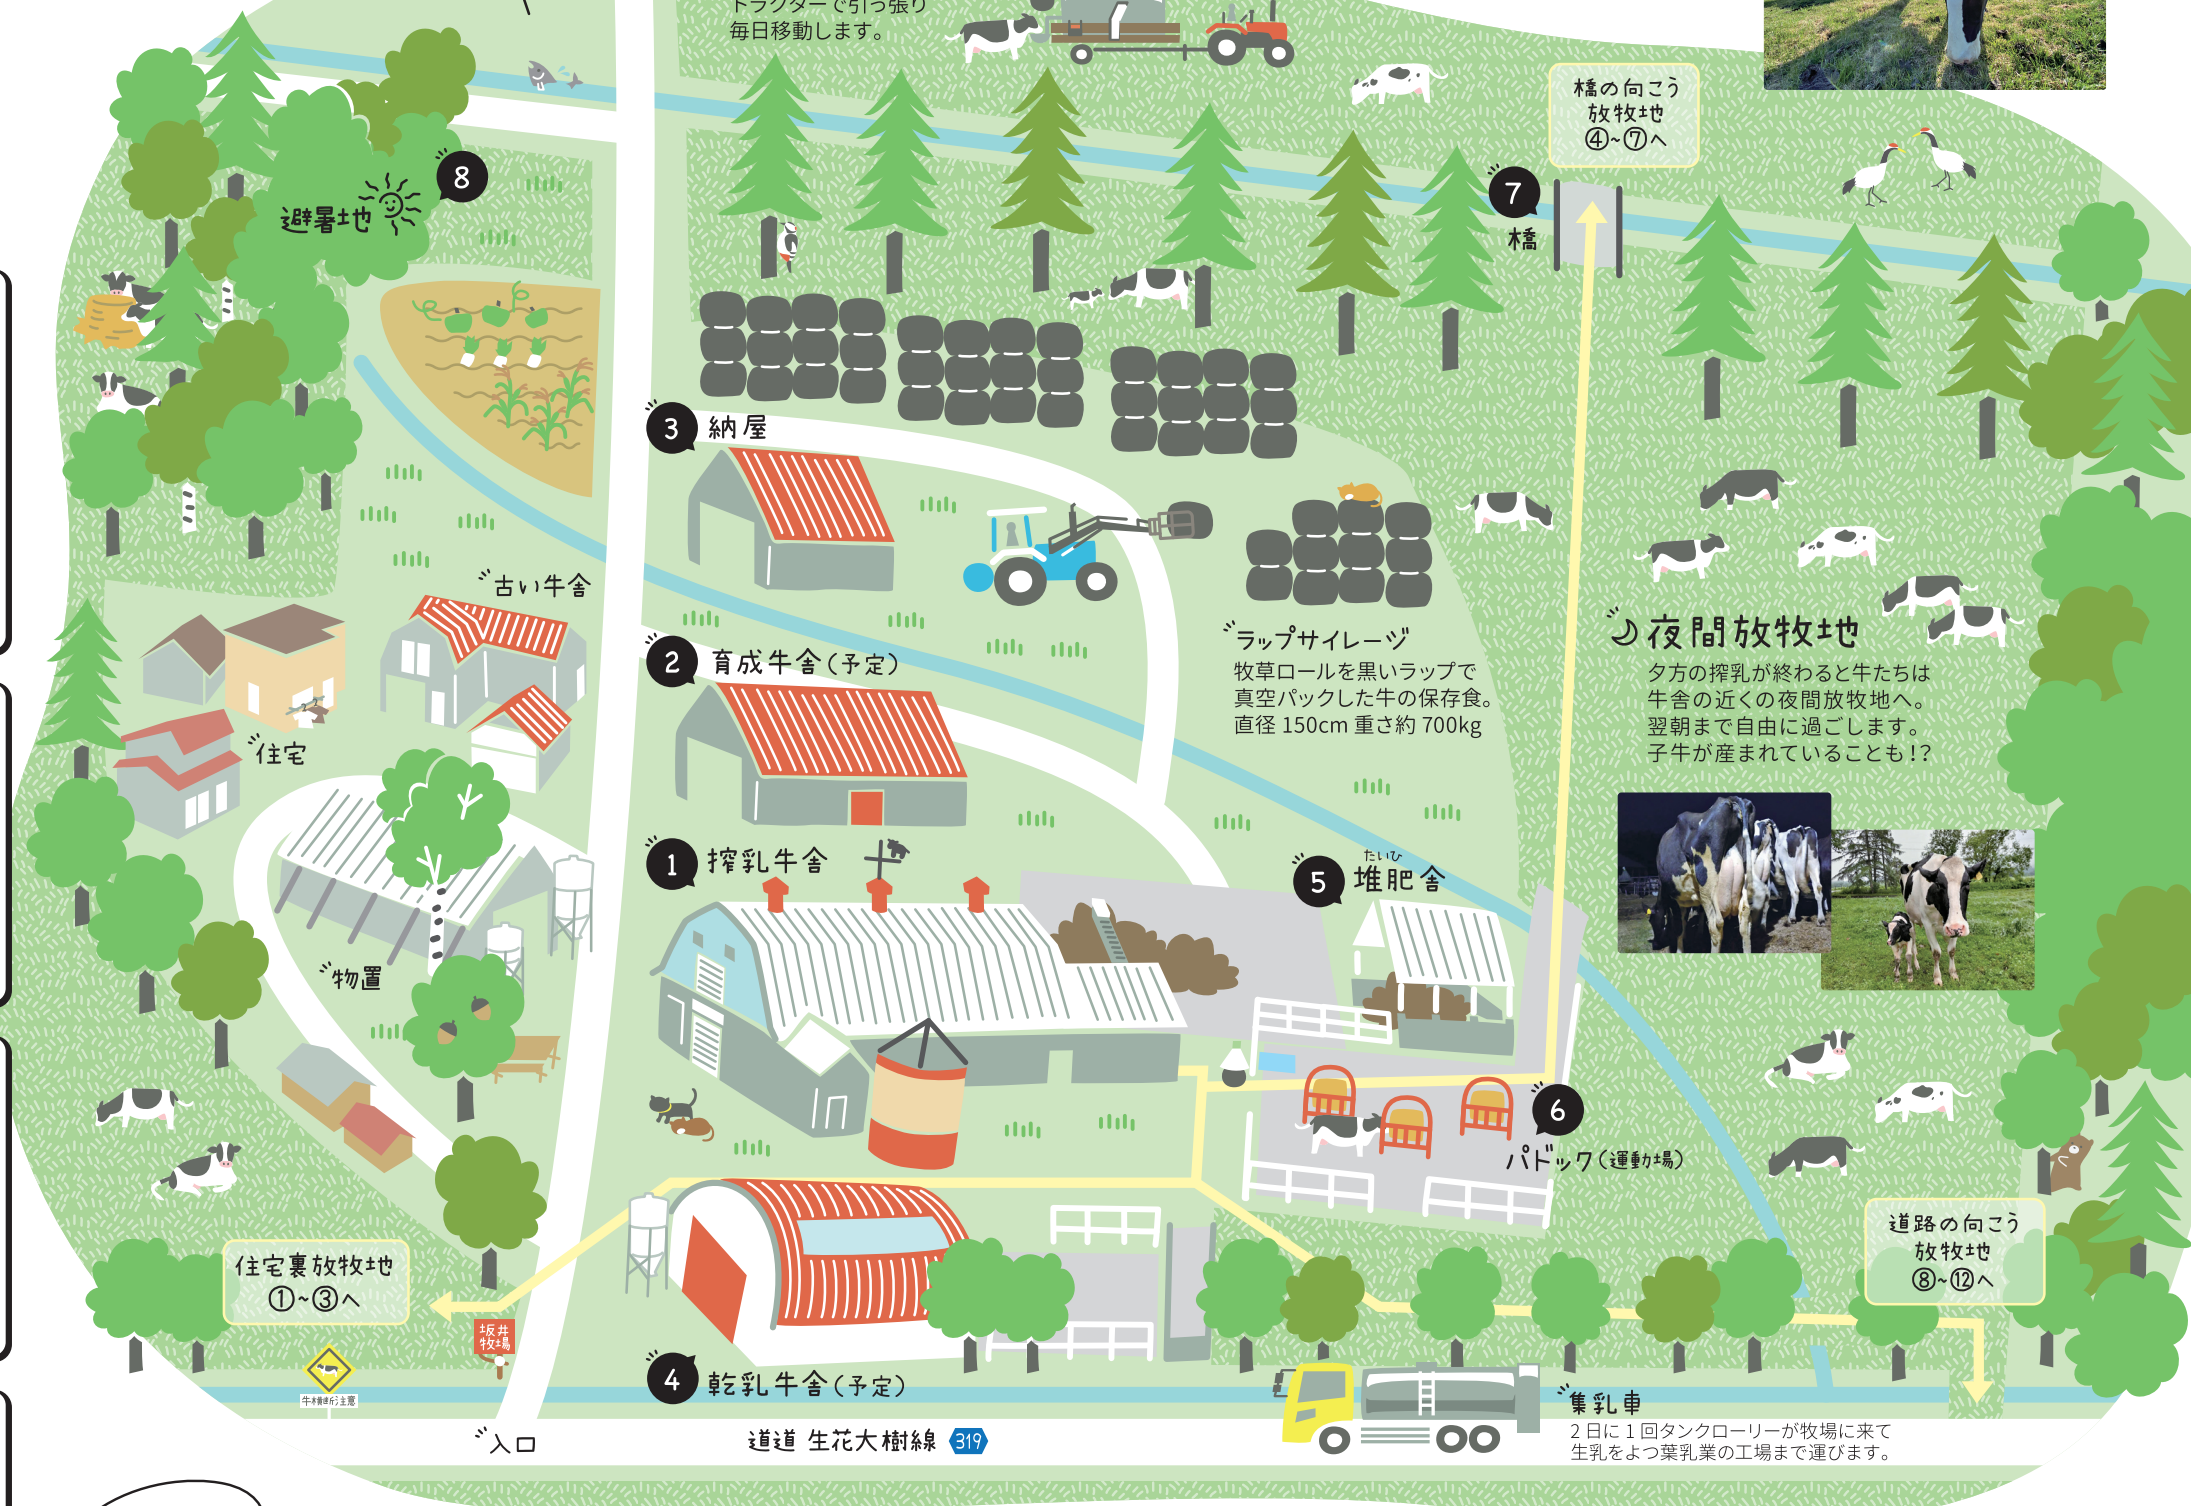 トラクターで引っ張り
毎日移動します。
橋の向こう
放牧地
④~⑦へ
8
避暑地
7
橋
3 納屋
古い牛舎
ラップサイレージ
牧草ロールを黒いラップで
真空パックした牛の保存食。
直径 150cm 重さ約 700kg
夜間放牧地
夕方の搾乳が終わると牛たちは
牛舎の近くの夜間放牧地へ。
翌朝まで自由に過ごします。
子牛が産まれていることも!?
2 育成牛舎(予定)
住宅
1 搾乳牛舎
たいひ
5 堆肥舎
物置
6
パドック(運動場)
住宅裏放牧地
①~③へ
道路の向こう
放牧地
⑧~⑫へ
坂井
牧場
4 乾乳牛舎(予定)
牛横断注意
集乳車
2日に1回タンクローリーが牧場に来て
生乳をよつ葉乳業の工場まで運びます。
入口
道道 生花大樹線 319